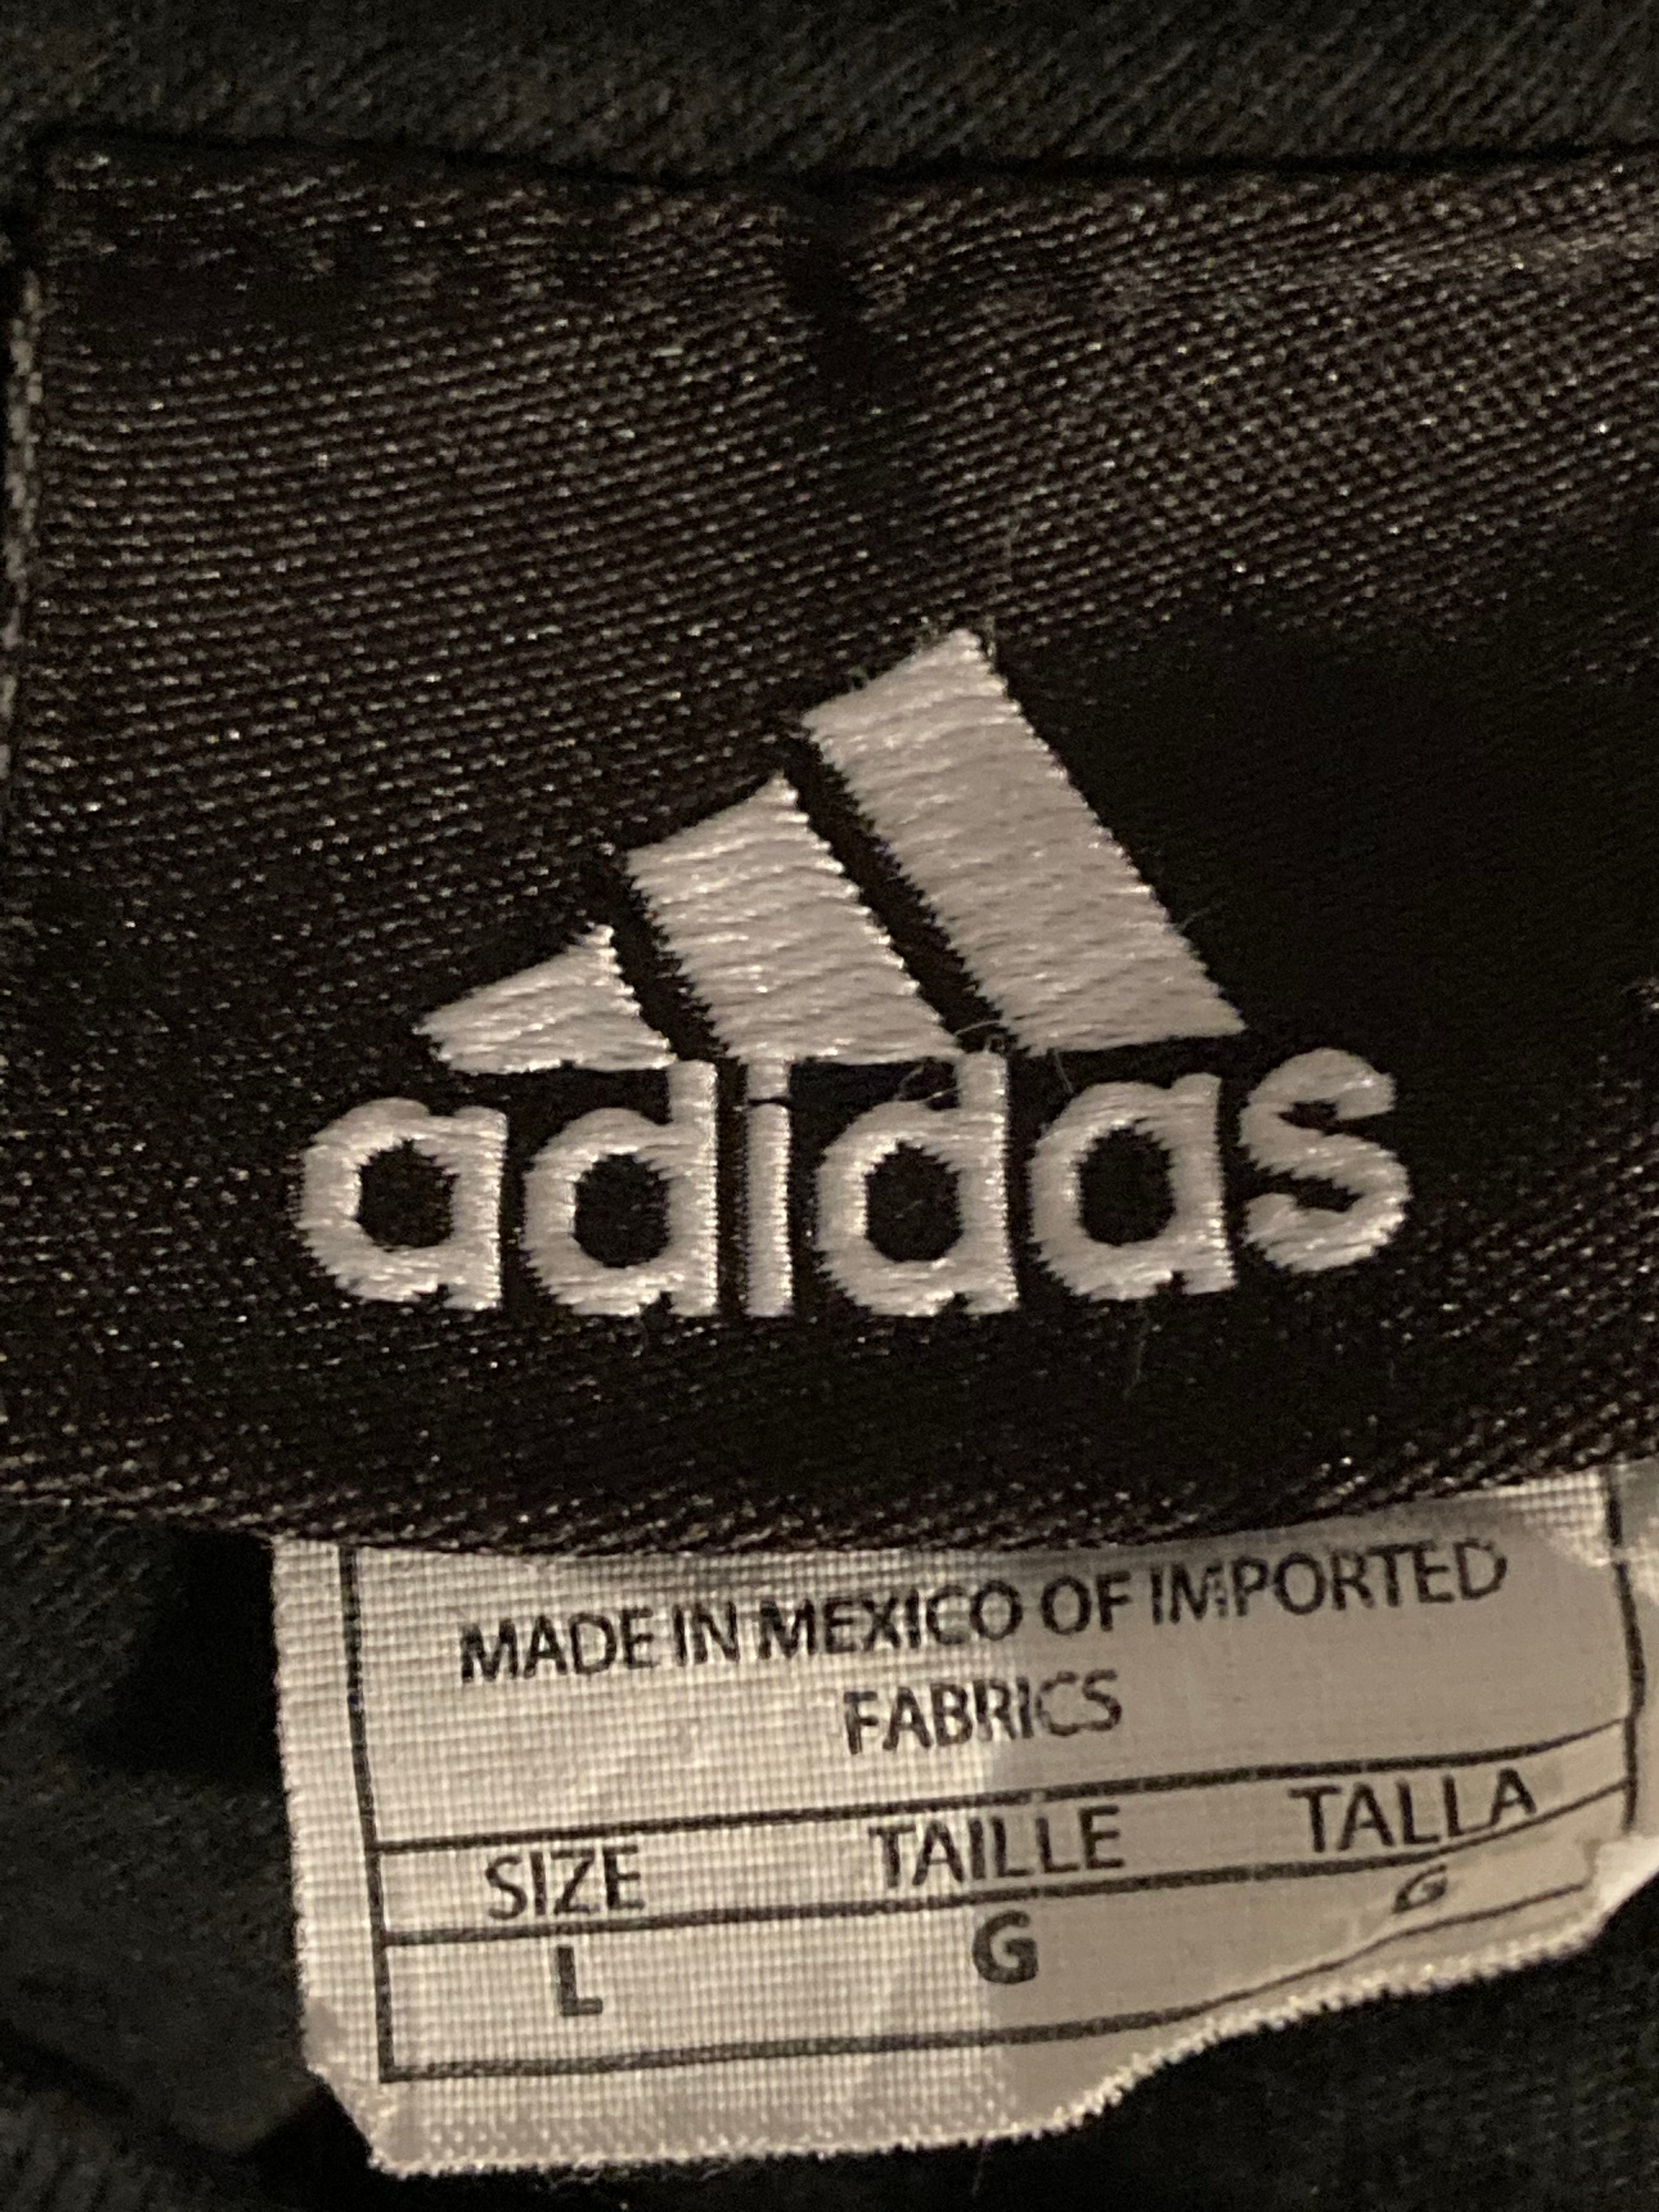 adidas
MADE IN MEXICO OF IMPORTED
FABRICS
SIZE TAILLE TALLA
L G G